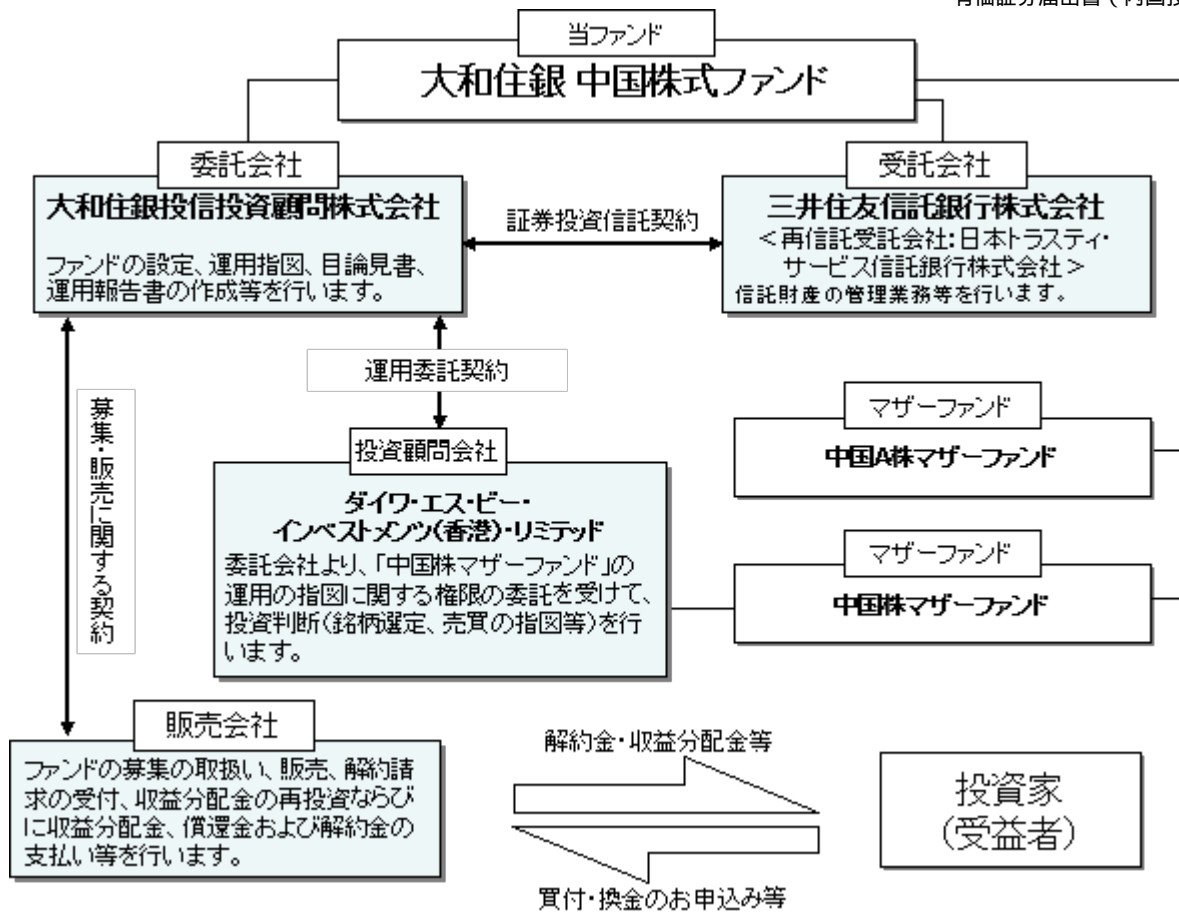 当ファンド
大和住銀 中国株式ファンド
委託会社
大和住銀投信投資顧問株式会社
ファンドの設定、運用指図、目論見書、
運用報告書の作成等を行います。
証券投資信託契約
受託会社
三井住友信託銀行株式会社
＜再信託受託会社:日本トラスティ・
サービス信託銀行株式会社＞
信託財産の管理業務等を行います。
運用委託契約
募集・販売に関する契約
投資顧問会社
ダイワ・エス・ビー・
インベストメンツ(香港)・リミテッド
委託会社より、「中国株マザーファンド」の
運用の指図に関する権限の委託を受けて、
投資判断(銘柄選定、売買の指図等)を行
います。
マザーファンド
中国A株マザーファンド
マザーファンド
中国株マザーファンド
販売会社
ファンドの募集の取扱い、販売、解約請
求の受付、収益分配金の再投資ならび
に収益分配金、償還金および解約金の
支払い等を行います。
解約金・収益分配金等
買付・換金のお申込み等
投資家
(受益者)